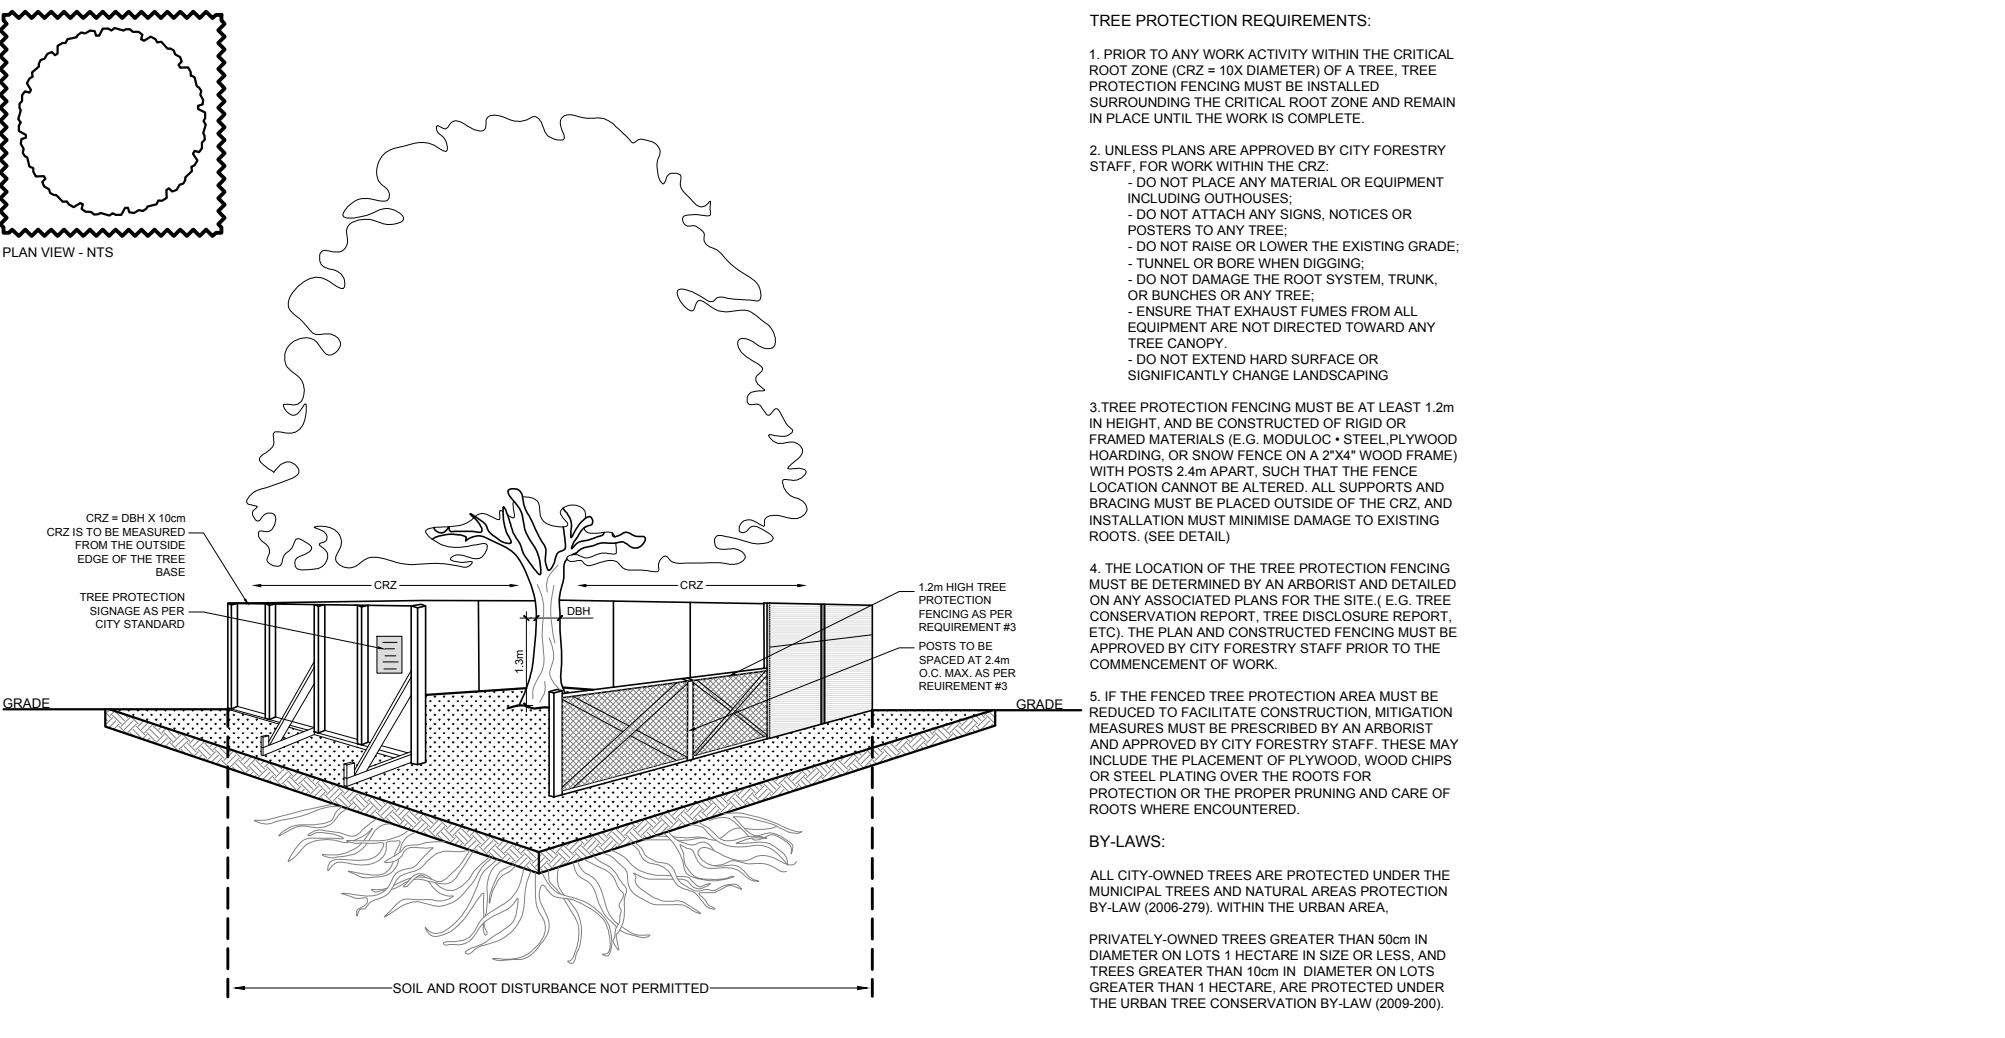 PLAN VIEW - NTS
CRZ = DBH X 10cm
CRZ IS TO BE MEASURED
FROM THE OUTSIDE
EDGE OF THE TREE
BASE
TREE PROTECTION
SIGNAGE AS PER
CITY STANDARD
GRADE
CRZ
CRZ
DBH
1.3m
1.2m HIGH TREE
PROTECTION
FENCING AS PER
REQUIREMENT #3
POSTS TO BE
SPACED AT 2.4m
O.C. MAX. AS PER
REUIREMENT #3
GRADE
SOIL AND ROOT DISTURBANCE NOT PERMITTED
TREE PROTECTION REQUIREMENTS:
1. PRIOR TO ANY WORK ACTIVITY WITHIN THE CRITICAL
ROOT ZONE (CRZ = 10X DIAMETER) OF A TREE, TREE
PROTECTION FENCING MUST BE INSTALLED
SURROUNDING THE CRITICAL ROOT ZONE AND REMAIN
IN PLACE UNTIL THE WORK IS COMPLETE.
2. UNLESS PLANS ARE APPROVED BY CITY FORESTRY
STAFF, FOR WORK WITHIN THE CRZ:
- DO NOT PLACE ANY MATERIAL OR EQUIPMENT
INCLUDING OUTHOUSES;
- DO NOT ATTACH ANY SIGNS, NOTICES OR
POSTERS TO ANY TREE;
- DO NOT RAISE OR LOWER THE EXISTING GRADE;
- TUNNEL OR BORE WHEN DIGGING;
- DO NOT DAMAGE THE ROOT SYSTEM, TRUNK,
OR BUNCHES OR ANY TREE;
- ENSURE THAT EXHAUST FUMES FROM ALL
EQUIPMENT ARE NOT DIRECTED TOWARD ANY
TREE CANOPY.
- DO NOT EXTEND HARD SURFACE OR
SIGNIFICANTLY CHANGE LANDSCAPING
3.TREE PROTECTION FENCING MUST BE AT LEAST 1.2m
IN HEIGHT, AND BE CONSTRUCTED OF RIGID OR
FRAMED MATERIALS (E.G. MODULOC • STEEL,PLYWOOD
HOARDING, OR SNOW FENCE ON A 2"X4" WOOD FRAME)
WITH POSTS 2.4m APART, SUCH THAT THE FENCE
LOCATION CANNOT BE ALTERED. ALL SUPPORTS AND
BRACING MUST BE PLACED OUTSIDE OF THE CRZ, AND
INSTALLATION MUST MINIMISE DAMAGE TO EXISTING
ROOTS. (SEE DETAIL)
4. THE LOCATION OF THE TREE PROTECTION FENCING
MUST BE DETERMINED BY AN ARBORIST AND DETAILED
ON ANY ASSOCIATED PLANS FOR THE SITE.( E.G. TREE
CONSERVATION REPORT, TREE DISCLOSURE REPORT,
ETC). THE PLAN AND CONSTRUCTED FENCING MUST BE
APPROVED BY CITY FORESTRY STAFF PRIOR TO THE
COMMENCEMENT OF WORK.
5. IF THE FENCED TREE PROTECTION AREA MUST BE
REDUCED TO FACILITATE CONSTRUCTION, MITIGATION
MEASURES MUST BE PRESCRIBED BY AN ARBORIST
AND APPROVED BY CITY FORESTRY STAFF. THESE MAY
INCLUDE THE PLACEMENT OF PLYWOOD, WOOD CHIPS
OR STEEL PLATING OVER THE ROOTS FOR
PROTECTION OR THE PROPER PRUNING AND CARE OF
ROOTS WHERE ENCOUNTERED.
BY-LAWS:
ALL CITY-OWNED TREES ARE PROTECTED UNDER THE
MUNICIPAL TREES AND NATURAL AREAS PROTECTION
BY-LAW (2006-279). WITHIN THE URBAN AREA,
PRIVATELY-OWNED TREES GREATER THAN 50cm IN
DIAMETER ON LOTS 1 HECTARE IN SIZE OR LESS, AND
TREES GREATER THAN 10cm IN  DIAMETER ON LOTS
GREATER THAN 1 HECTARE, ARE PROTECTED UNDER
THE URBAN TREE CONSERVATION BY-LAW (2009-200).